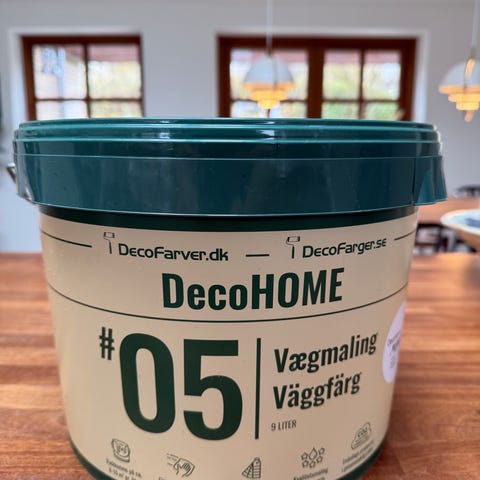 DecoFarver.dk — DecoFarger.se
DecoHOME
#05
Vægmaling
Väggfärg
9 LITER